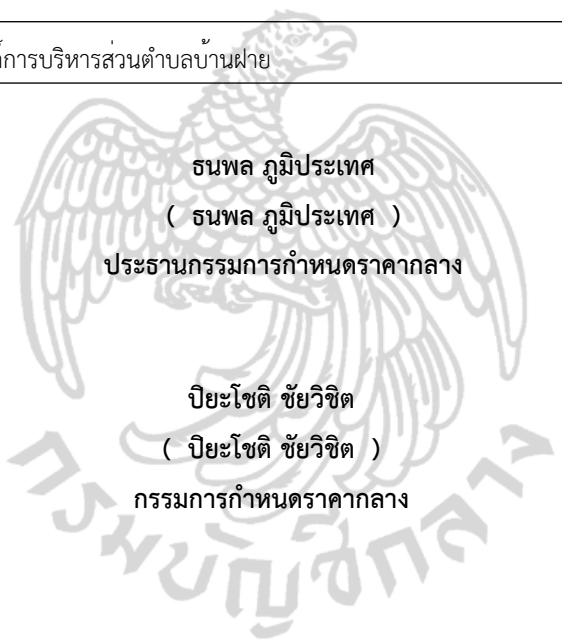 การบริหารส่วนตำบลบ้านฝาย
ธนพล ภูมิประเทศ
( ธนพล ภูมิประเทศ )
ประธานกรรมการกำหนดราคากลาง
ปิยะโชติ ชัยวิชิต
( ปิยะโชติ ชัยวิชิต )
กรรมการกำหนดราคากลาง
กรมบัญชีกลาง